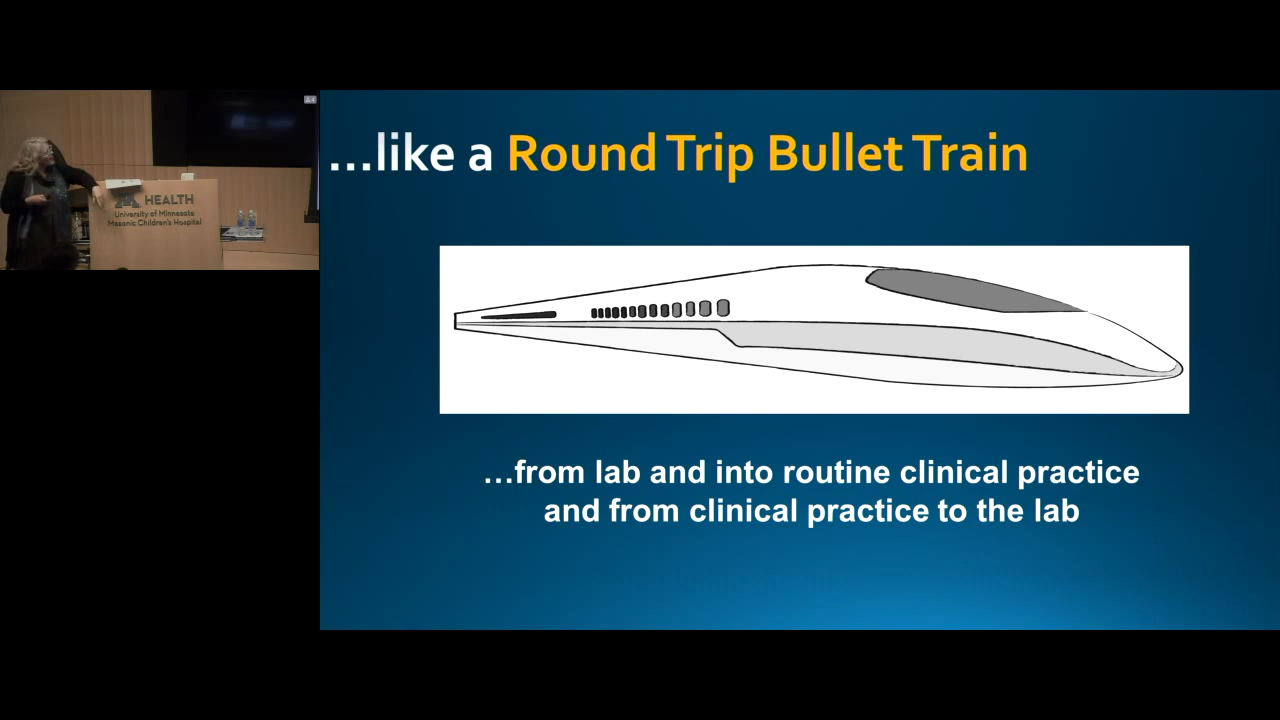 …like a Round Trip Bullet Train
HEALTH
University of Minnesota
Masonic Children's Hospital
…from lab and into routine clinical practice
and from clinical practice to the lab